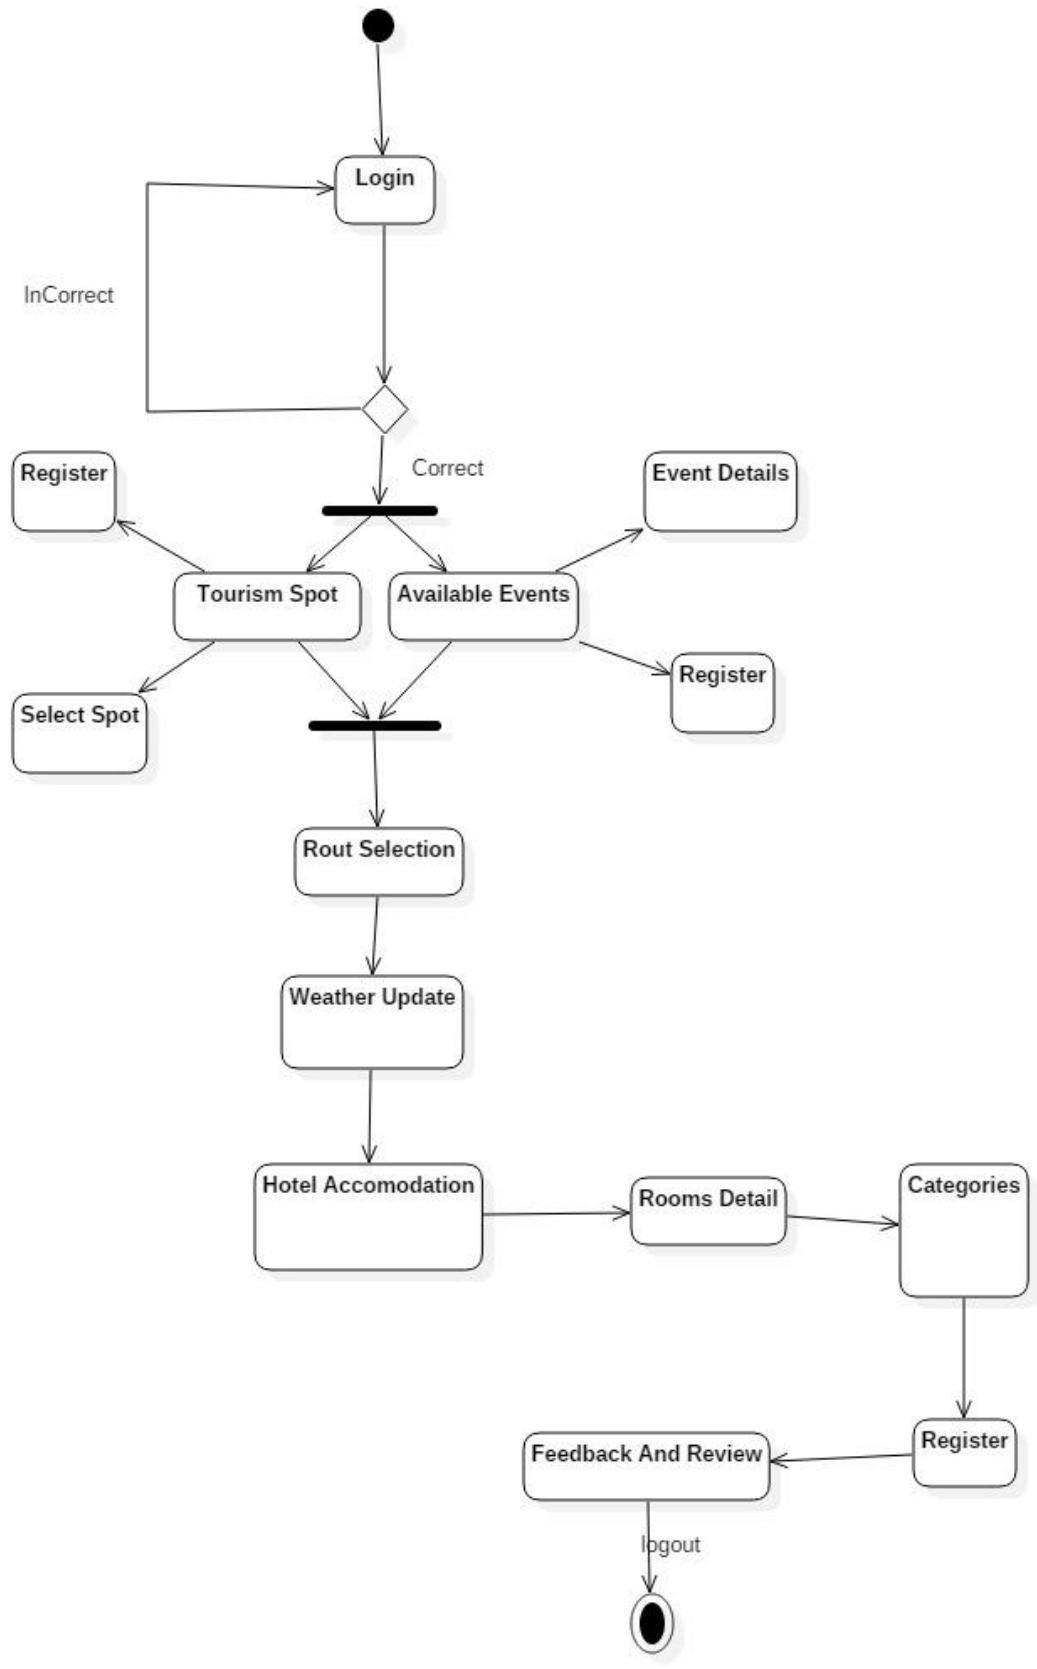 Login
InCorrect
Correct
Register
Event Details
Tourism Spot
Available Events
Register
Select Spot
Rout Selection
Weather Update
Hotel Accomodation
Rooms Detail
Categories
Register
Feedback And Review
logout